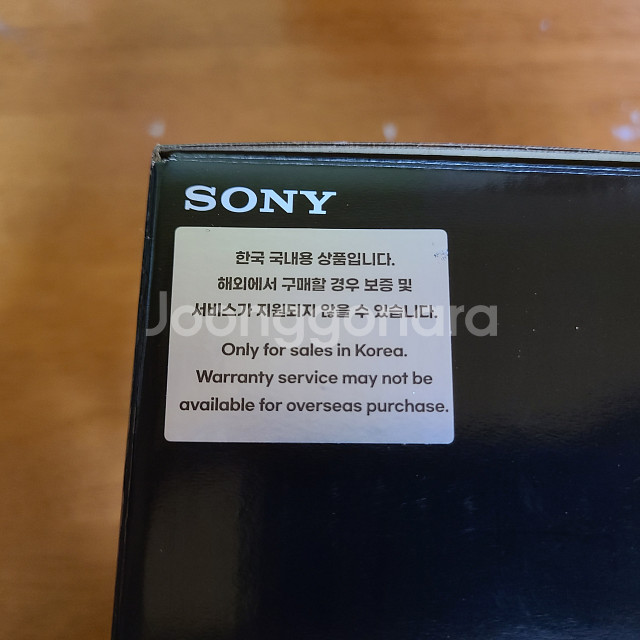 SONY
한국 국내용 상품입니다.
해외에서 구매할 경우 보증 및
서비스가 지원되지 않을 수 있습니다.
Joonggonara
Only for sales in Korea.
Warranty service may not be
available for overseas purchase.